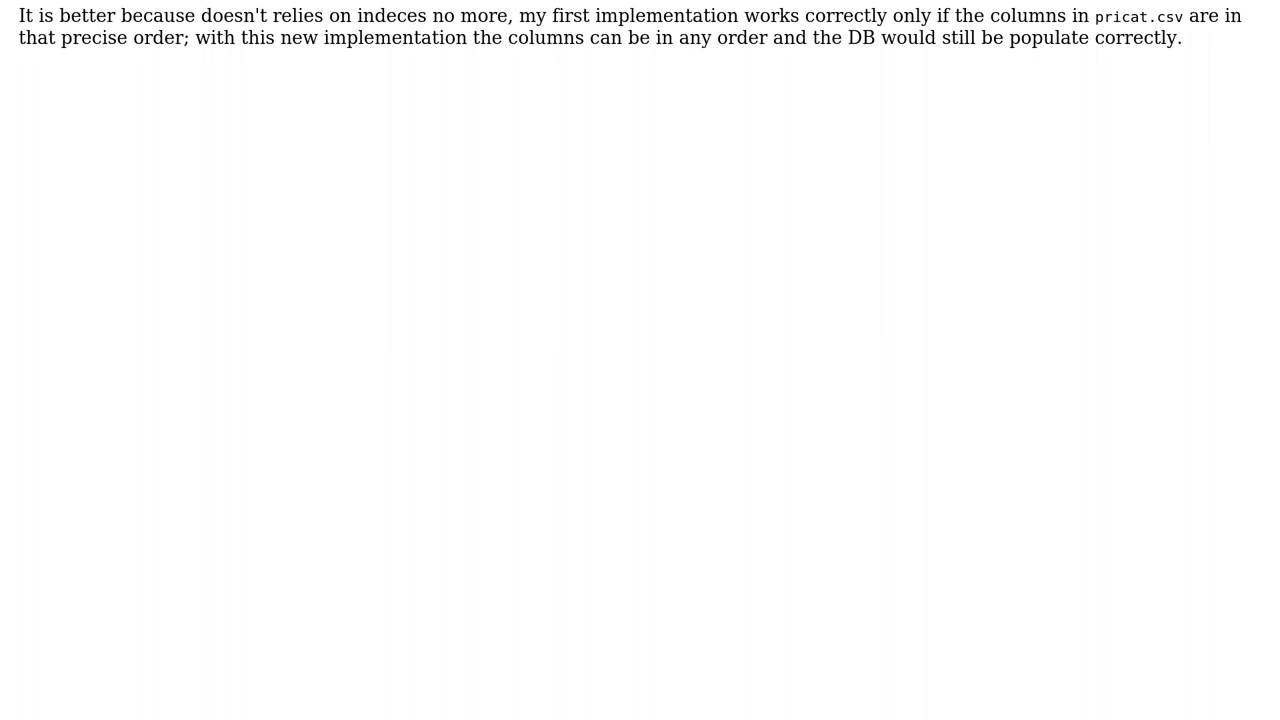 It is better because doesn't relies on indeces no more, my first implementation works correctly only if the columns in pricat.csv are in
that precise order; with this new implementation the columns can be in any order and the DB would still be populate correctly.